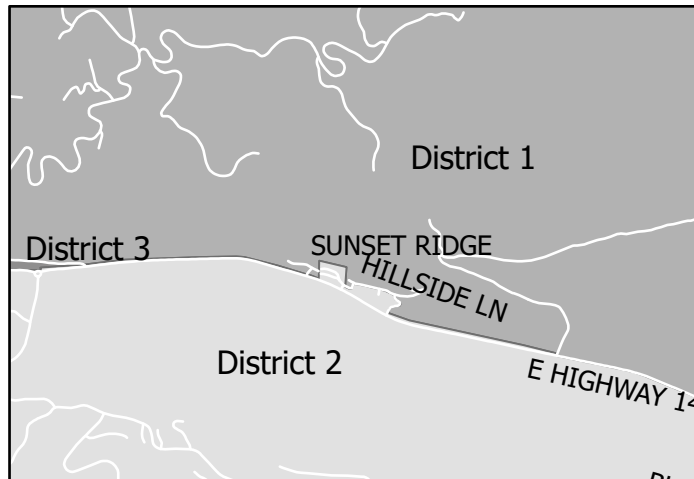 District 1
District 3
SUNSET RIDGE
HILLSIDE LN
District 2
E HIGHWAY 14